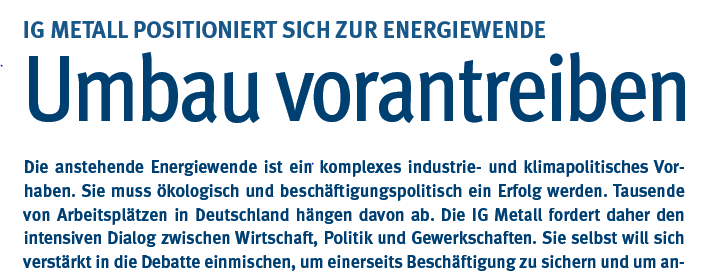 IG METALL POSITIONIERT SICH ZUR ENERGIEWENDE
Umbau vorantreiben
Die anstehende Energiewende ist ein komplexes industrie- und klimapolitisches Vor-
haben. Sie muss ökologisch und beschäftigungspolitisch ein Erfolg werden. Tausende
von Arbeitsplätzen in Deutschland hängen davon ab. Die IG Metall fordert daher den
intensiven Dialog zwischen Wirtschaft, Politik und Gewerkschaften. Sie selbst will sich
verstärkt in die Debatte einmischen, um einerseits Beschäftigung zu sichern und um an-